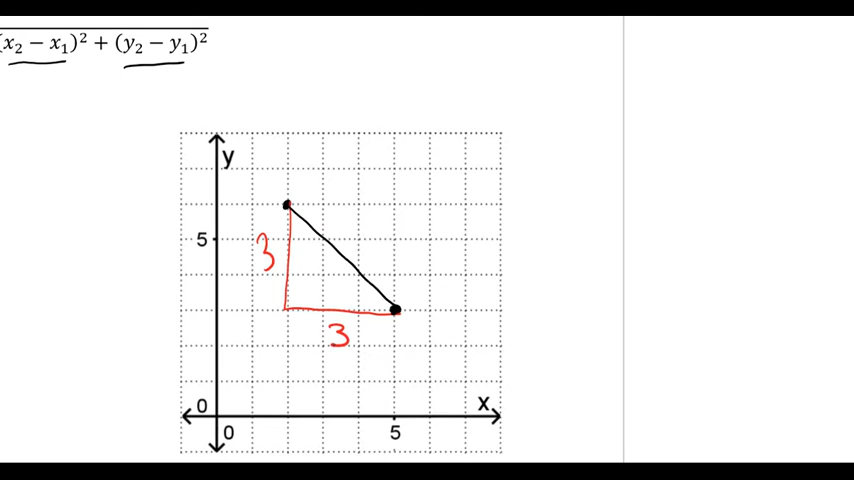 (x₂ − x₁)² + (y₂ − y₁)²
y
5
3
3
0
x
0
5